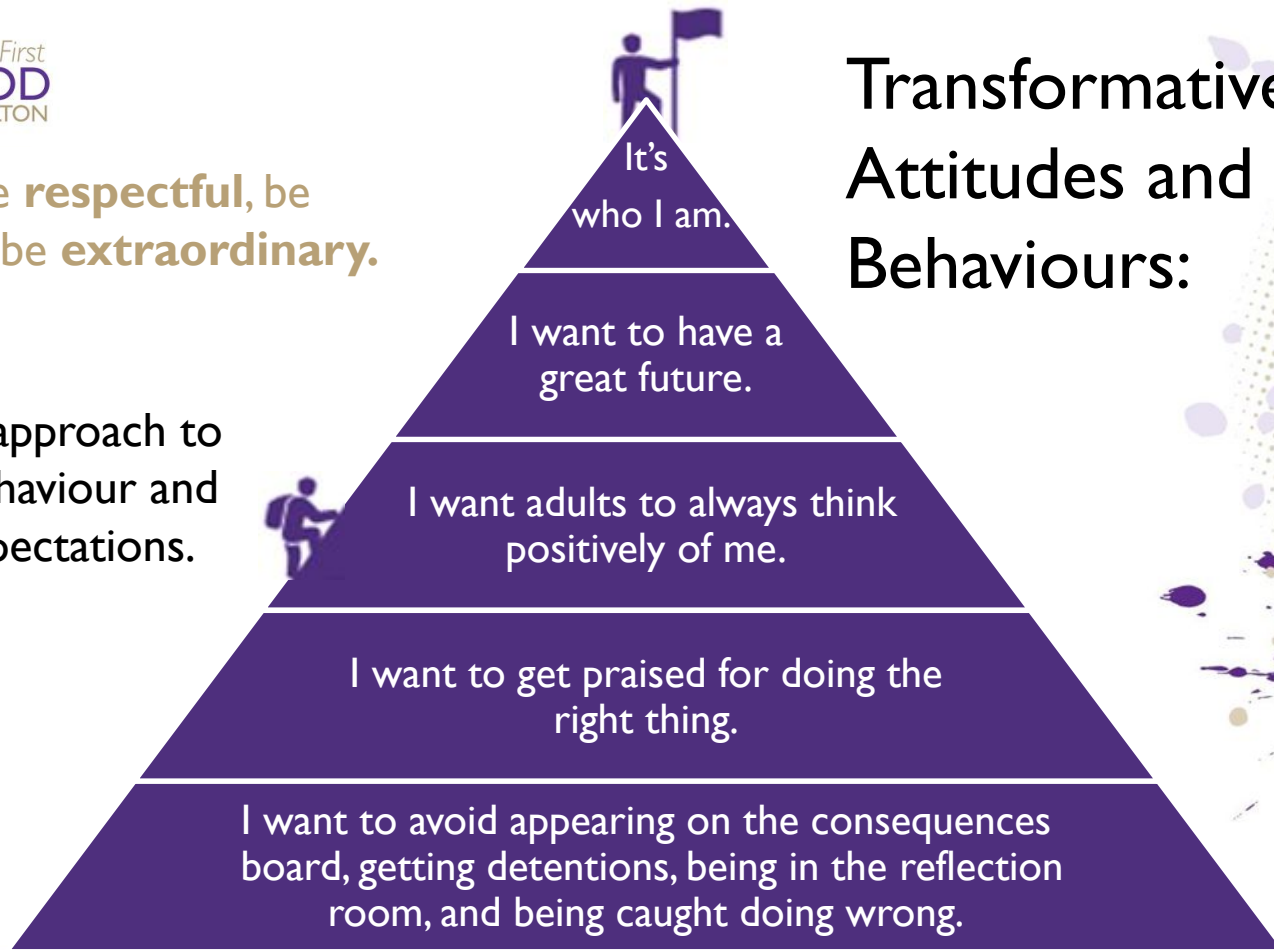 First
OD
LTON
respectful, be
be extraordinary.
approach to
haviour and
pectations.
Transformative
Attitudes and
Behaviours:
It's
who I am.
I want to have a
great future.
I want adults to always think
positively of me.
I want to get praised for doing the
right thing.
I want to avoid appearing on the consequences
board, getting detentions, being in the reflection
room, and being caught doing wrong.